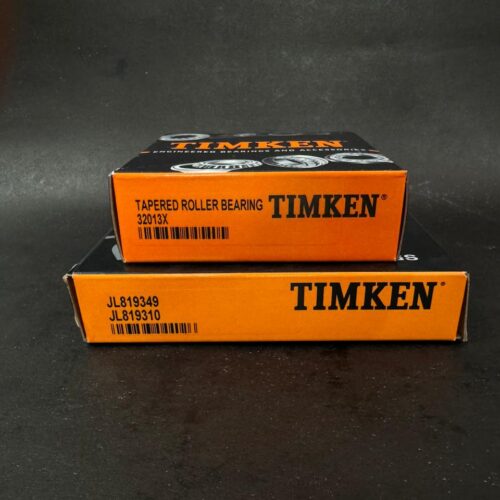 TIMKEN
ENGINEERED BEARINGS AND ACCESSORIES
TAPERED ROLLER BEARING
32013X
TIMKEN®
JL819349
JL819310
TIMKEN®